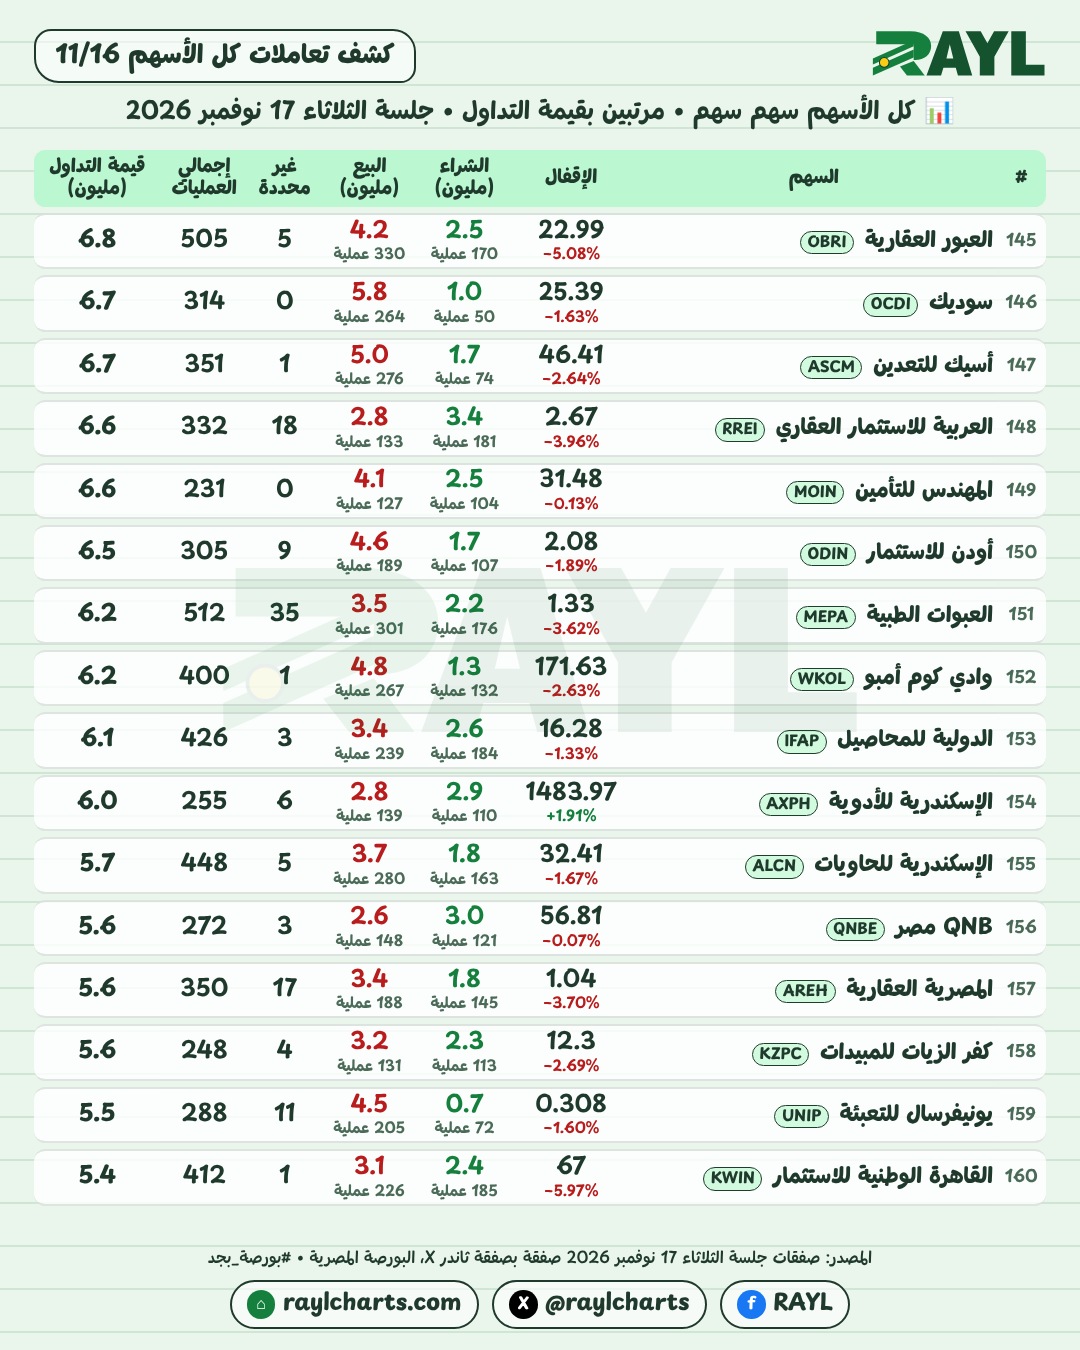 RAYL
كشف تعاملات كل الأسهم 11/16
📊 كل الأسهم سهم سهم • مرتبين بقيمة التداول • جلسة الثلاثاء 17 نوفمبر 2026
# السهم الإقفال الشراء (مليون) البيع (مليون) غير محددة إجمالي العمليات قيمة التداول (مليون)
145 العبور العقارية OBRI 22.99 -5.08% 2.5 170 عملية 4.2 330 عملية 5 505 6.8
146 سوديك OCDI 25.39 -1.63% 1.0 50 عملية 5.8 264 عملية 0 314 6.7
147 أسيك للتعدين ASCM 46.41 -2.64% 1.7 74 عملية 5.0 276 عملية 1 351 6.7
148 العربية للاستثمار العقاري RREI 2.67 -3.96% 3.4 181 عملية 2.8 133 عملية 18 332 6.6
149 المهندس للتأمين MOIN 31.48 -0.13% 2.5 104 عملية 4.1 127 عملية 0 231 6.6
150 أودن للاستثمار ODIN 2.08 -1.89% 1.7 107 عملية 4.6 189 عملية 9 305 6.5
151 العبوات الطبية MEPA 1.33 -3.62% 2.2 176 عملية 3.5 301 عملية 35 512 6.2
152 وادي كوم أمبو WKOL 171.63 -2.63% 1.3 132 عملية 4.8 267 عملية 1 400 6.2
153 الدولية للمحاصيل IFAP 16.28 -1.33% 2.6 184 عملية 3.4 239 عملية 3 426 6.1
154 الإسكندرية للأدوية AXPH 1483.97 +1.91% 2.9 110 عملية 2.8 139 عملية 6 255 6.0
155 الإسكندرية للحاويات ALCN 32.41 -1.67% 1.8 163 عملية 3.7 280 عملية 5 448 5.7
156 QNB مصر QNBE 56.81 -0.07% 3.0 121 عملية 2.6 148 عملية 3 272 5.6
157 المصرية العقارية AREH 1.04 -3.70% 1.8 145 عملية 3.4 188 عملية 17 350 5.6
158 كفر الزيات للمبيدات KZPC 12.3 -2.69% 2.3 113 عملية 3.2 131 عملية 4 248 5.6
159 يونيفرسال للتعبئة UNIP 0.308 -1.60% 0.7 72 عملية 4.5 205 عملية 11 288 5.5
160 القاهرة الوطنية للاستثمار KWIN 67 -5.97% 2.4 185 عملية 3.1 226 عملية 1 412 5.4
المصدر: صفقات جلسة الثلاثاء 17 نوفمبر 2026 صفقة بصفقة ثاندر X، البورصة المصرية • #بورصة_بجد
RAYL @raylcharts raylcharts.com